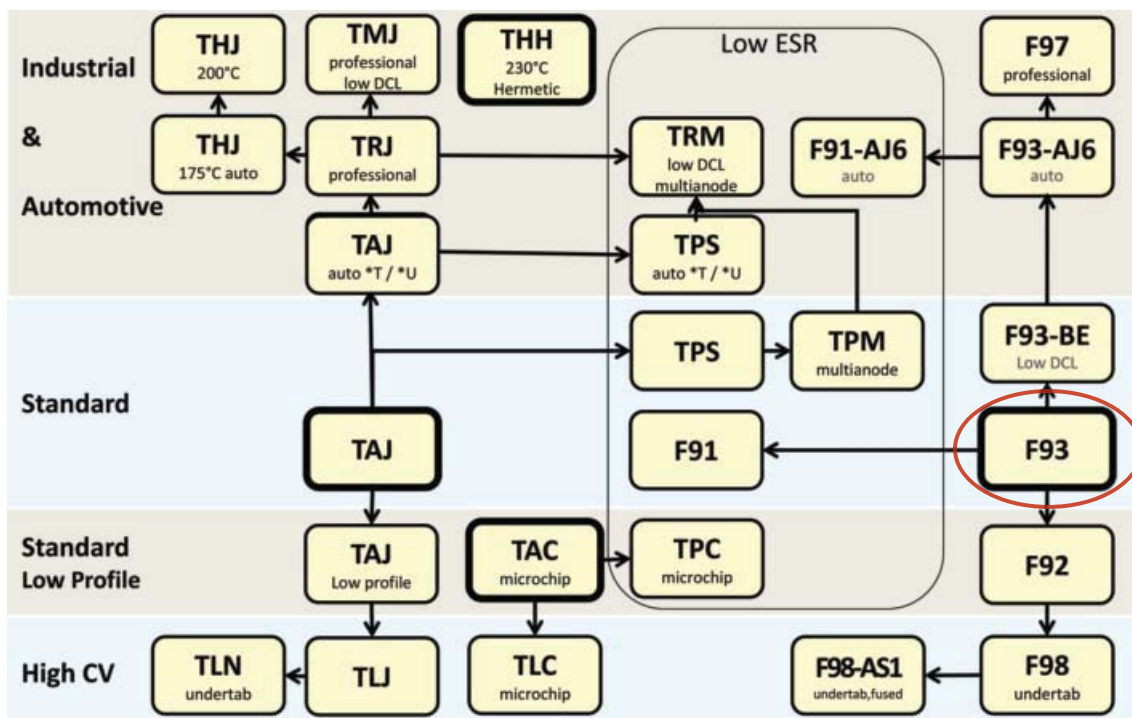 Industrial
&
Automotive
THJ
200°C
TMJ
professional
low DCL
THH
230°C
Hermetic
Low ESR
F97
professional
THJ
175°C auto
TRJ
professional
TRM
low DCL
multianode
F91-AJ6
auto
F93-AJ6
auto
TAJ
auto *T / *U
TPS
auto *T / *U
Standard
TPS
TPM
multianode
F93-BE
Low DCL
TAJ
F91
F93
Standard
Low Profile
TAJ
Low profile
TAC
microchip
TPC
microchip
F92
High CV
TLN
undertab
TLJ
TLC
microchip
F98-AS1
undertab,fused
F98
undertab